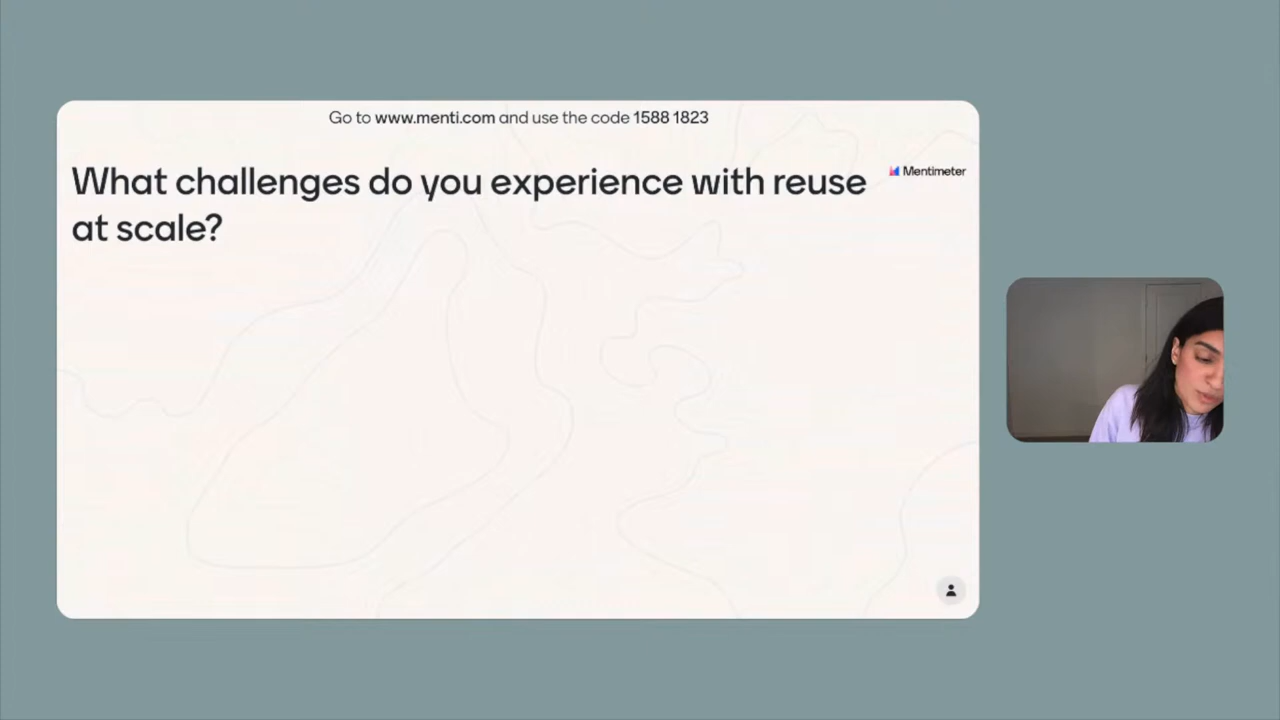 Go to www.menti.com and use the code 1588 1823
What challenges do you experience with reuse
at scale?
Mentimeter